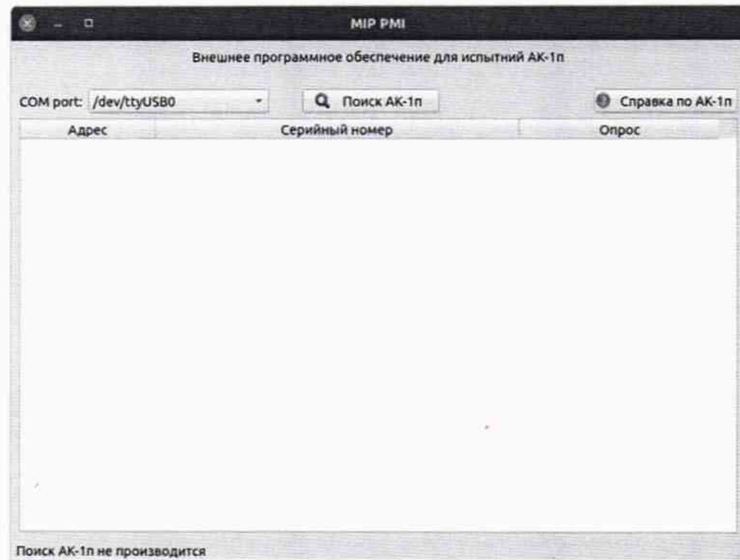 MIP PMI
Внешнее программное обеспечение для испытний АК-1п
COM port: /dev/ttyUSB0 Поиск АК-1п Справка по АК-1п
Адрес Серийный номер Опрос
Поиск АК-1п не производится